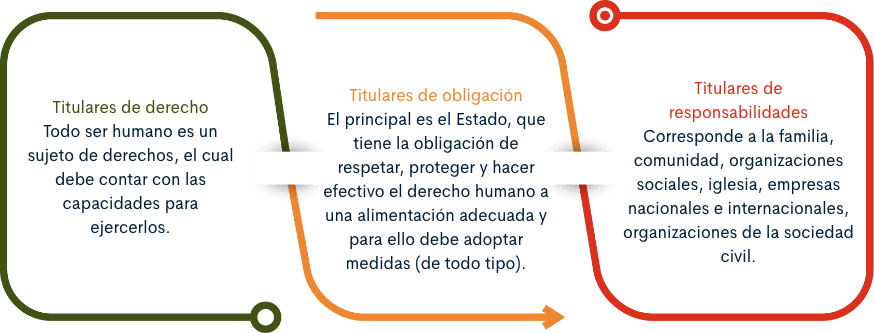 Titulares de derecho
Todo ser humano es un
sujeto de derechos, el cual
debe contar con las
capacidades para
ejercerlos.
Titulares de obligación
El principal es el Estado, que
tiene la obligación de
respetar, proteger y hacer
efectivo el derecho humano a
una alimentación adecuada y
para ello debe adoptar
medidas (de todo tipo).
Titulares de
responsabilidades
Corresponde a la familia,
comunidad, organizaciones
sociales, iglesia, empresas
nacionales e internacionales,
organizaciones de la sociedad
civil.